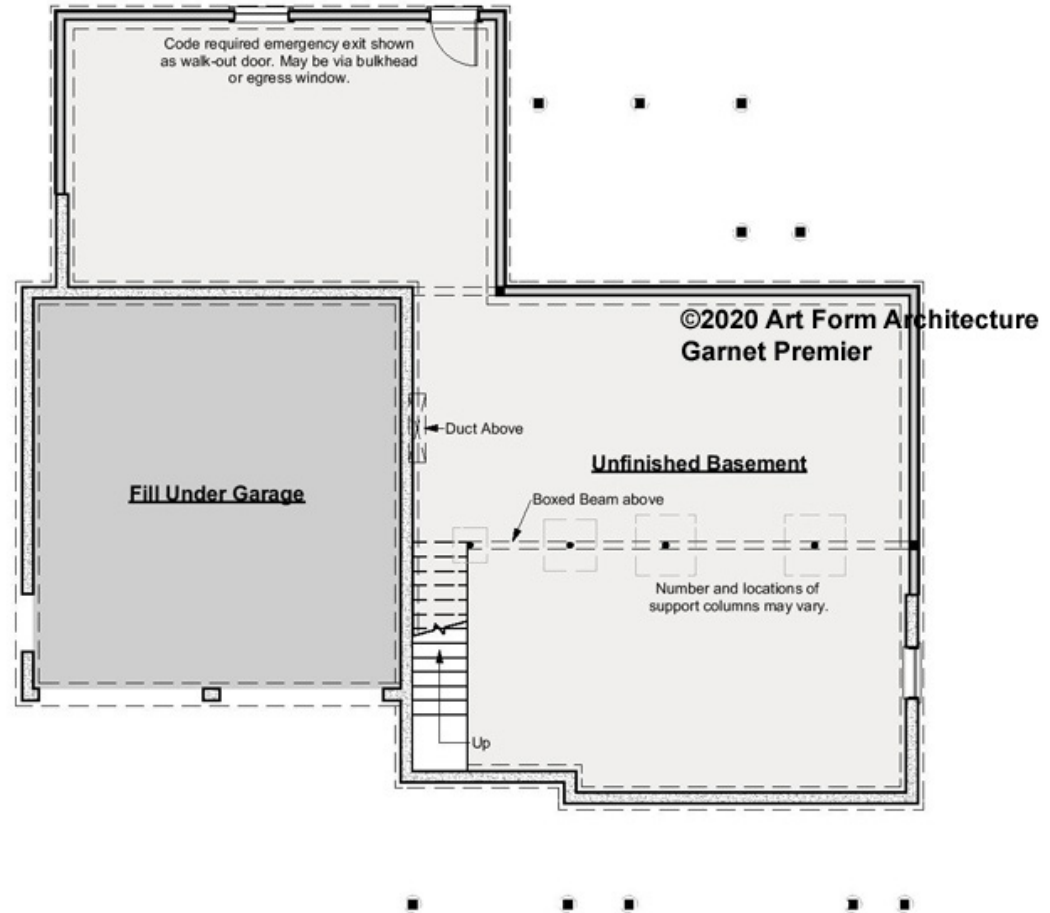 Code required emergency exit shown
as walk-out door. May be via bulkhead
or egress window.
©2020 Art Form Architecture
Garnet Premier
Duct Above
Unfinished Basement
Fill Under Garage
Boxed Beam above
Number and locations of
support columns may vary.
Up